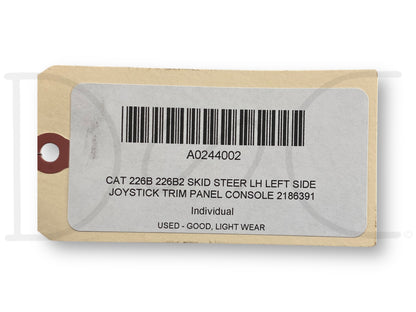 A0244002
CAT 226B 226B2 SKID STEER LH LEFT SIDE
JOYSTICK TRIM PANEL CONSOLE 2186391
Individual
USED - GOOD, LIGHT WEAR